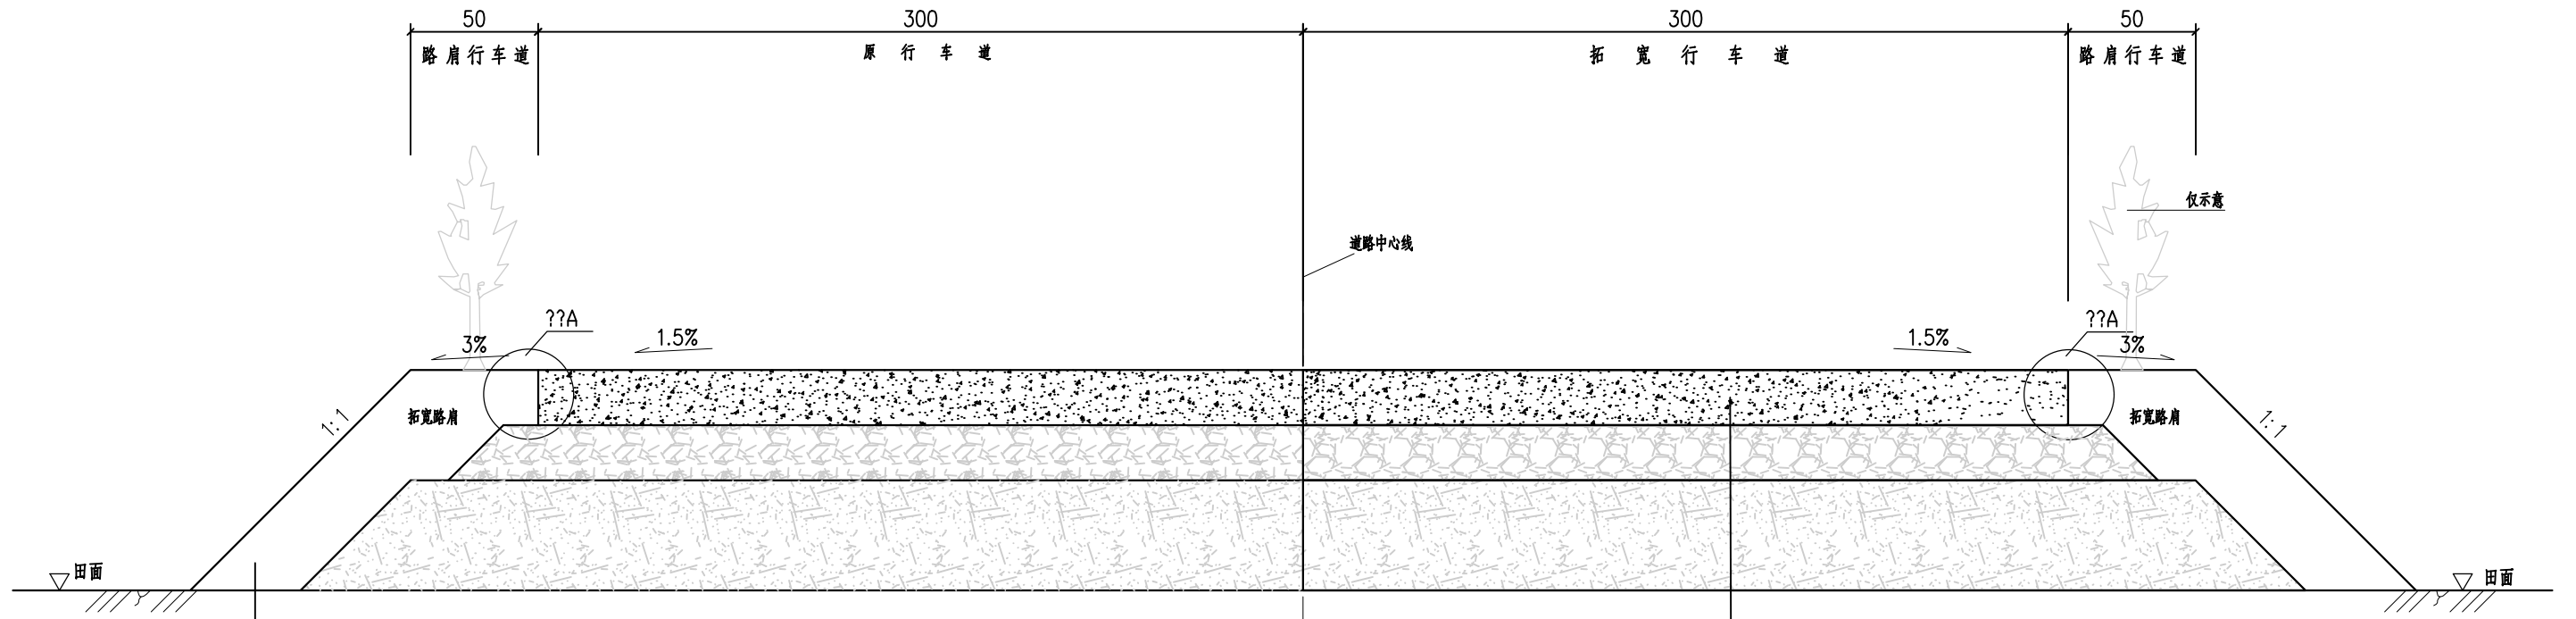 50 300 300 50
路肩行车道 原行车道 拓宽行车道 路肩行车道
仅示意
道路中心线
??A ??A
3% 1.5% 1.5% 3%
1:1 拓宽路肩 拓宽路肩 1:1
田面 田面